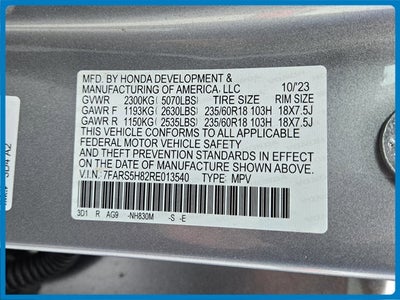 MFD. BY HONDA DEVELOPMENT &
MANUFACTURING OF AMERICA, LLC 10/'23
GVWR 2300KG(5070LBS) TIRE SIZE RIM SIZE
GAWR F 1193KG(2630LBS) 235/60R18 103H 18X7.5J
GAWR R 1150KG(2535LBS) 235/60R18 103H 18X7.5J
THIS VEHICLE CONFORMS TO ALL APPLICABLE
FEDERAL MOTOR VEHICLE SAFETY AND THEFT
PREVENTION STANDARDS IN EFFECT ON THE
DATE OF MANUFACTURE SHOWN ABOVE.
V.I.N: 7FARS5H82RE013540 TYPE: MPV
3D1 R AG9 -NH830M -S -E